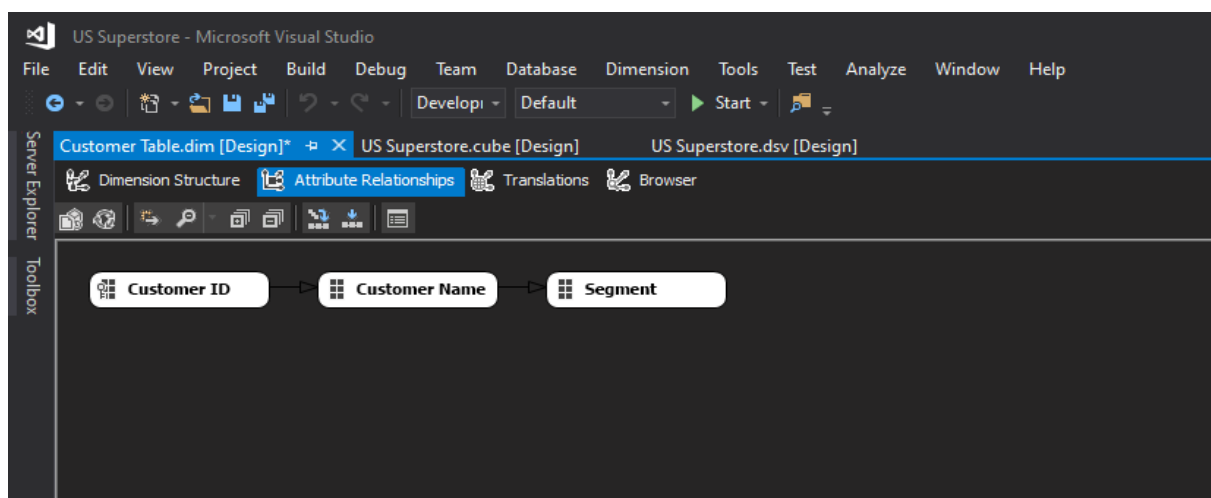 US Superstore - Microsoft Visual Studio
File Edit View Project Build Debug Team Database Dimension Tools Test Analyze Window Help
Developı Default Start
Server Explorer
Toolbox
Customer Table.dim [Design]* US Superstore.cube [Design] US Superstore.dsv [Design]
Dimension Structure Attribute Relationships Translations Browser
Customer ID Customer Name Segment